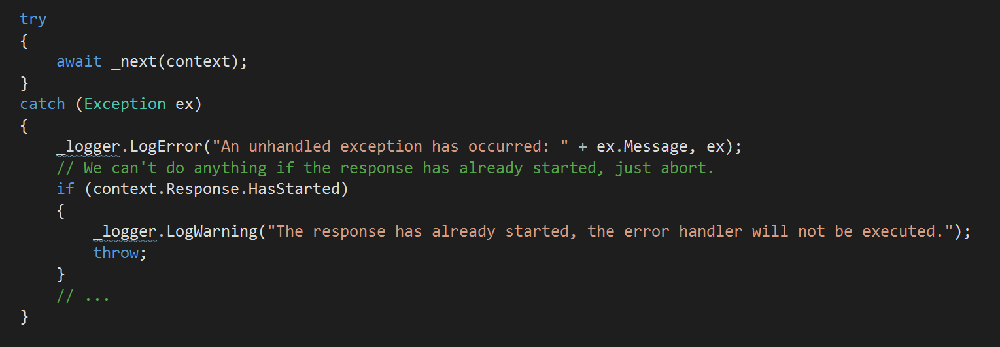 try
{
    await _next(context);
}
catch (Exception ex)
{
    _logger.LogError("An unhandled exception has occurred: " + ex.Message, ex);
    // We can't do anything if the response has already started, just abort.
    if (context.Response.HasStarted)
    {
        _logger.LogWarning("The response has already started, the error handler will not be executed.");
        throw;
    }
    // ...
}